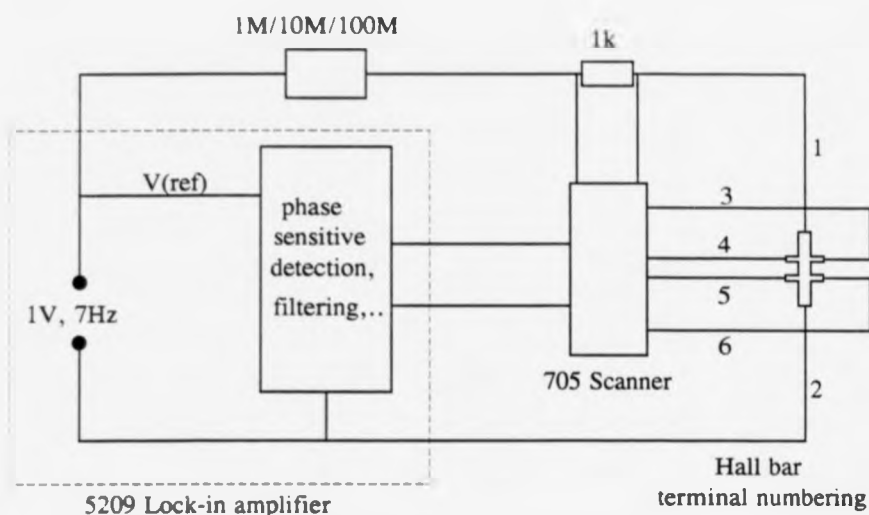 1M/10M/100M
1k
1
V(ref)
3
phase
sensitive
detection,
filtering,..
4
5
1V, 7Hz
6
705 Scanner
2
Hall bar
terminal numbering
5209 Lock-in amplifier